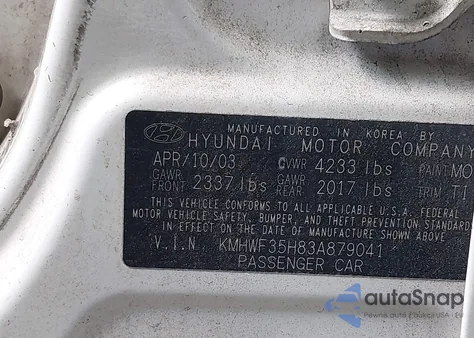 MANUFACTURED IN KOREA BY
HYUNDAI MOTOR COMPANY
APR/10/03 GVWR 4233 lbs PAINT MO
GAWR FRONT 2337 lbs GAWR REAR 2017 lbs TRIM TI
THIS VEHICLE CONFORMS TO ALL APPLICABLE U.S.A. FEDERAL
MOTOR VEHICLE SAFETY, BUMPER, AND THEFT PREVENTION STANDARDS
IN EFFECT ON THE DATE OF MANUFACTURE SHOWN ABOVE.
V.I.N KMHWF35H83A879041
PASSENGER CAR
autoSnap